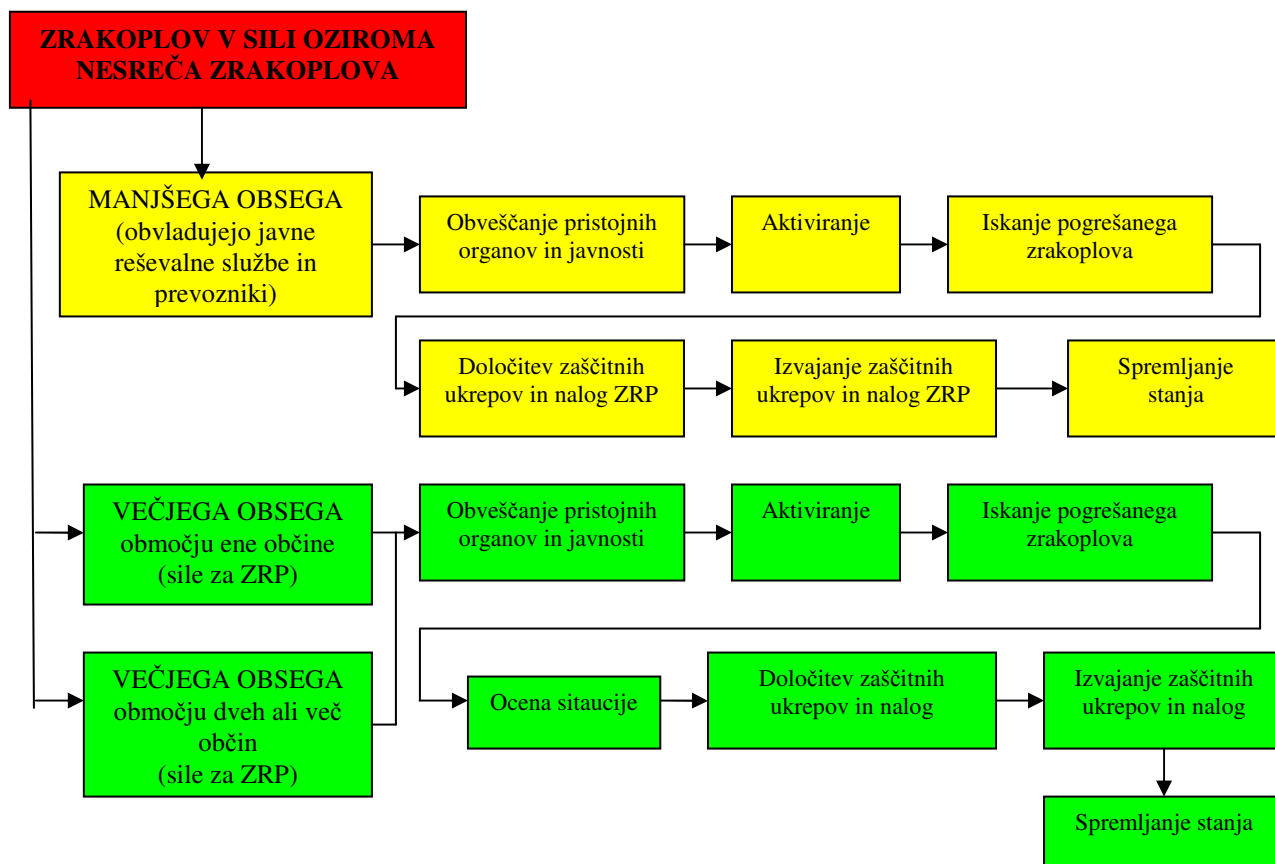 ZRAKOPLOV V SILI OZIROMA
NESREČA ZRAKOPLOVA
MANJŠEGA OBSEGA
(obvladujejo javne
reševalne službe in
prevozniki)
Obveščanje pristojnih
organov in javnosti
Aktiviranje
Iskanje pogrešanega
zrakoplova
Določitev zaščitnih
ukrepov in nalog ZRP
Izvajanje zaščitnih
ukrepov in nalog ZRP
Spremljanje
stanja
VEČJEGA OBSEGA
območju ene občine
(sile za ZRP)
Obveščanje pristojnih
organov in javnosti
Aktiviranje
Iskanje pogrešanega
zrakoplova
VEČJEGA OBSEGA
območju dveh ali več
občin
(sile za ZRP)
Ocena sitaucije
Določitev zaščitnih
ukrepov in nalog
Izvajanje zaščitnih
ukrepov in nalog
Spremljanje stanja